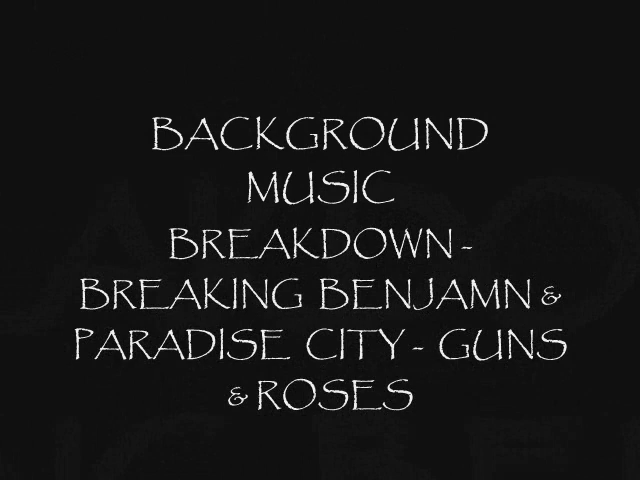 BACKGROUND
MUSIC
BREAKDOWN -
BREAKING BENJAMN &
PARADISE CITY - GUNS
& ROSES